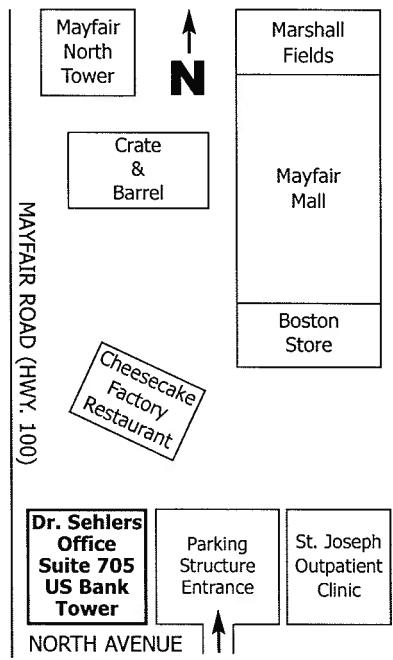 Mayfair
North
Tower
N
Marshall
Fields
Crate
&
Barrel
Mayfair
Mall
MAYFAIR ROAD (HWY. 100)
Boston
Store
Cheesecake
Factory
Restaurant
Dr. Sehlers
Office
Suite 705
US Bank
Tower
Parking
Structure
Entrance
St. Joseph
Outpatient
Clinic
NORTH AVENUE